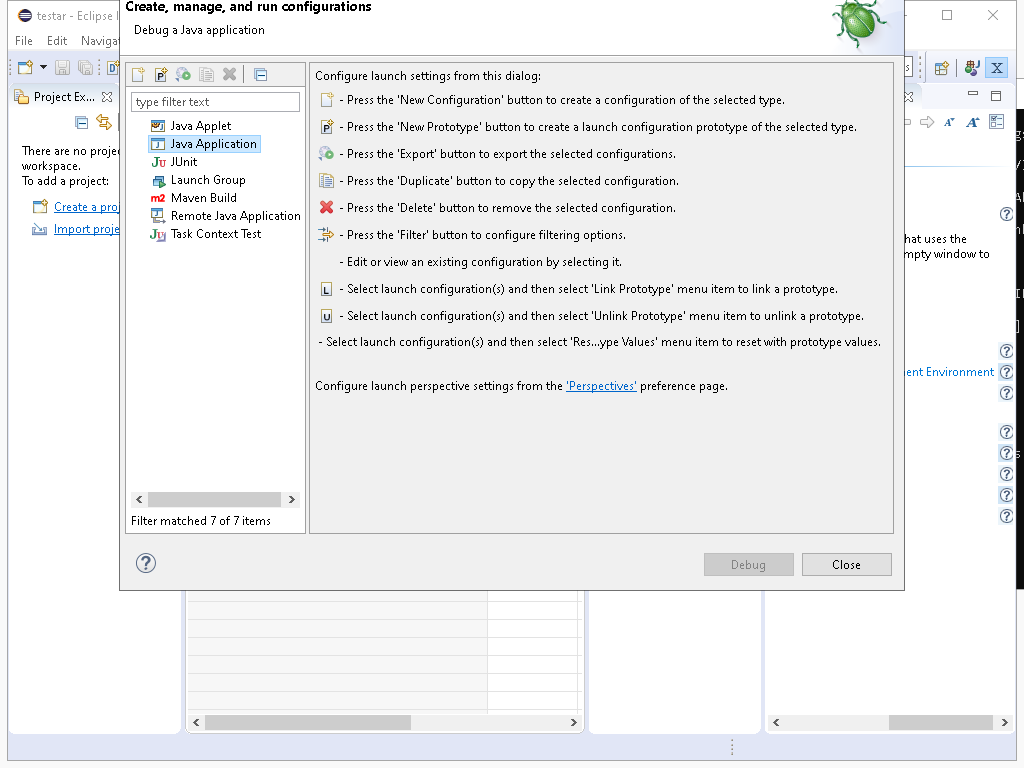 testar - Eclipse I
File Edit Navigat
Create, manage, and run configurations
Debug a Java application
Project Ex...
There are no proje
workspace.
To add a project:
Create a proj
Import proje
type filter text
Java Applet
Java Application
Ju JUnit
Launch Group
m2 Maven Build
Remote Java Application
Task Context Test
Filter matched 7 of 7 items
Configure launch settings from this dialog:
- Press the 'New Configuration' button to create a configuration of the selected type.
P - Press the 'New Prototype' button to create a launch configuration prototype of the selected type.
- Press the 'Export' button to export the selected configurations.
- Press the 'Duplicate' button to copy the selected configuration.
- Press the 'Delete' button to remove the selected configuration.
- Press the 'Filter' button to configure filtering options.
- Edit or view an existing configuration by selecting it.
L - Select launch configuration(s) and then select 'Link Prototype' menu item to link a prototype.
U - Select launch configuration(s) and then select 'Unlink Prototype' menu item to unlink a prototype.
- Select launch configuration(s) and then select 'Res...ype Values' menu item to reset with prototype values.
Configure launch perspective settings from the 'Perspectives' preference page.
Debug
Close
hat uses the
mpty window to
ent Environment